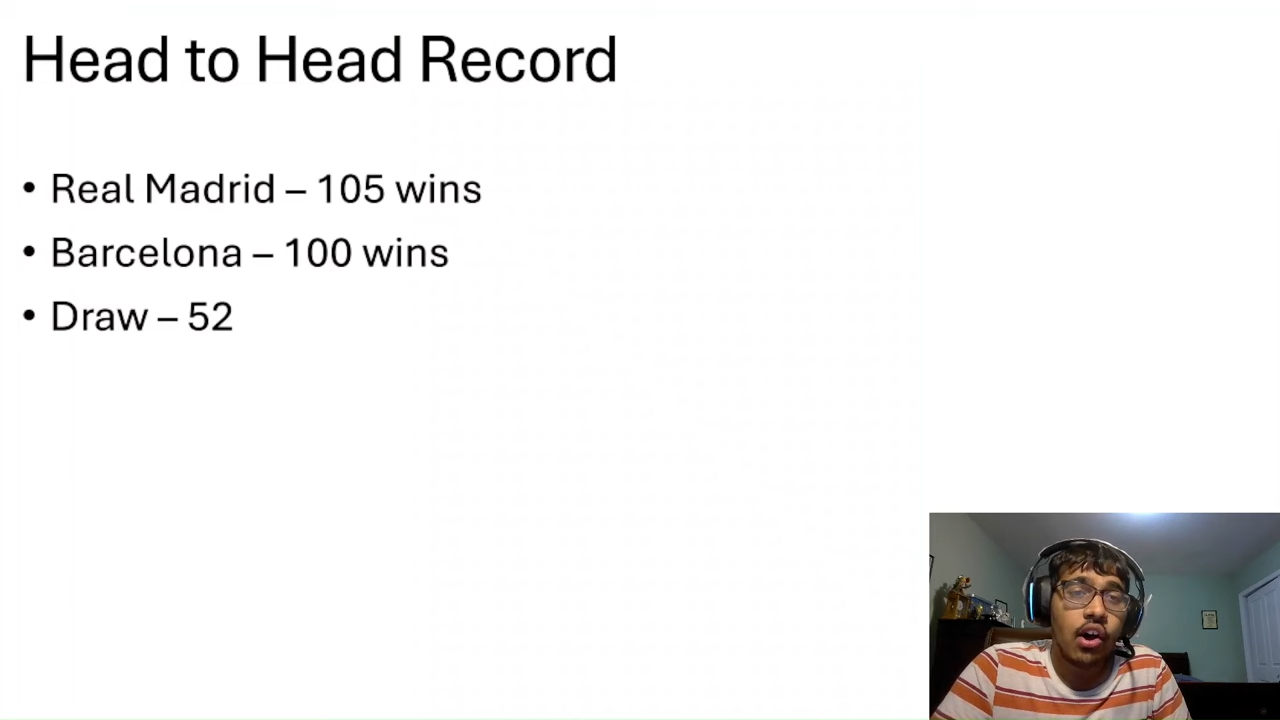 Head to Head Record
• Real Madrid – 105 wins
• Barcelona – 100 wins
• Draw – 52